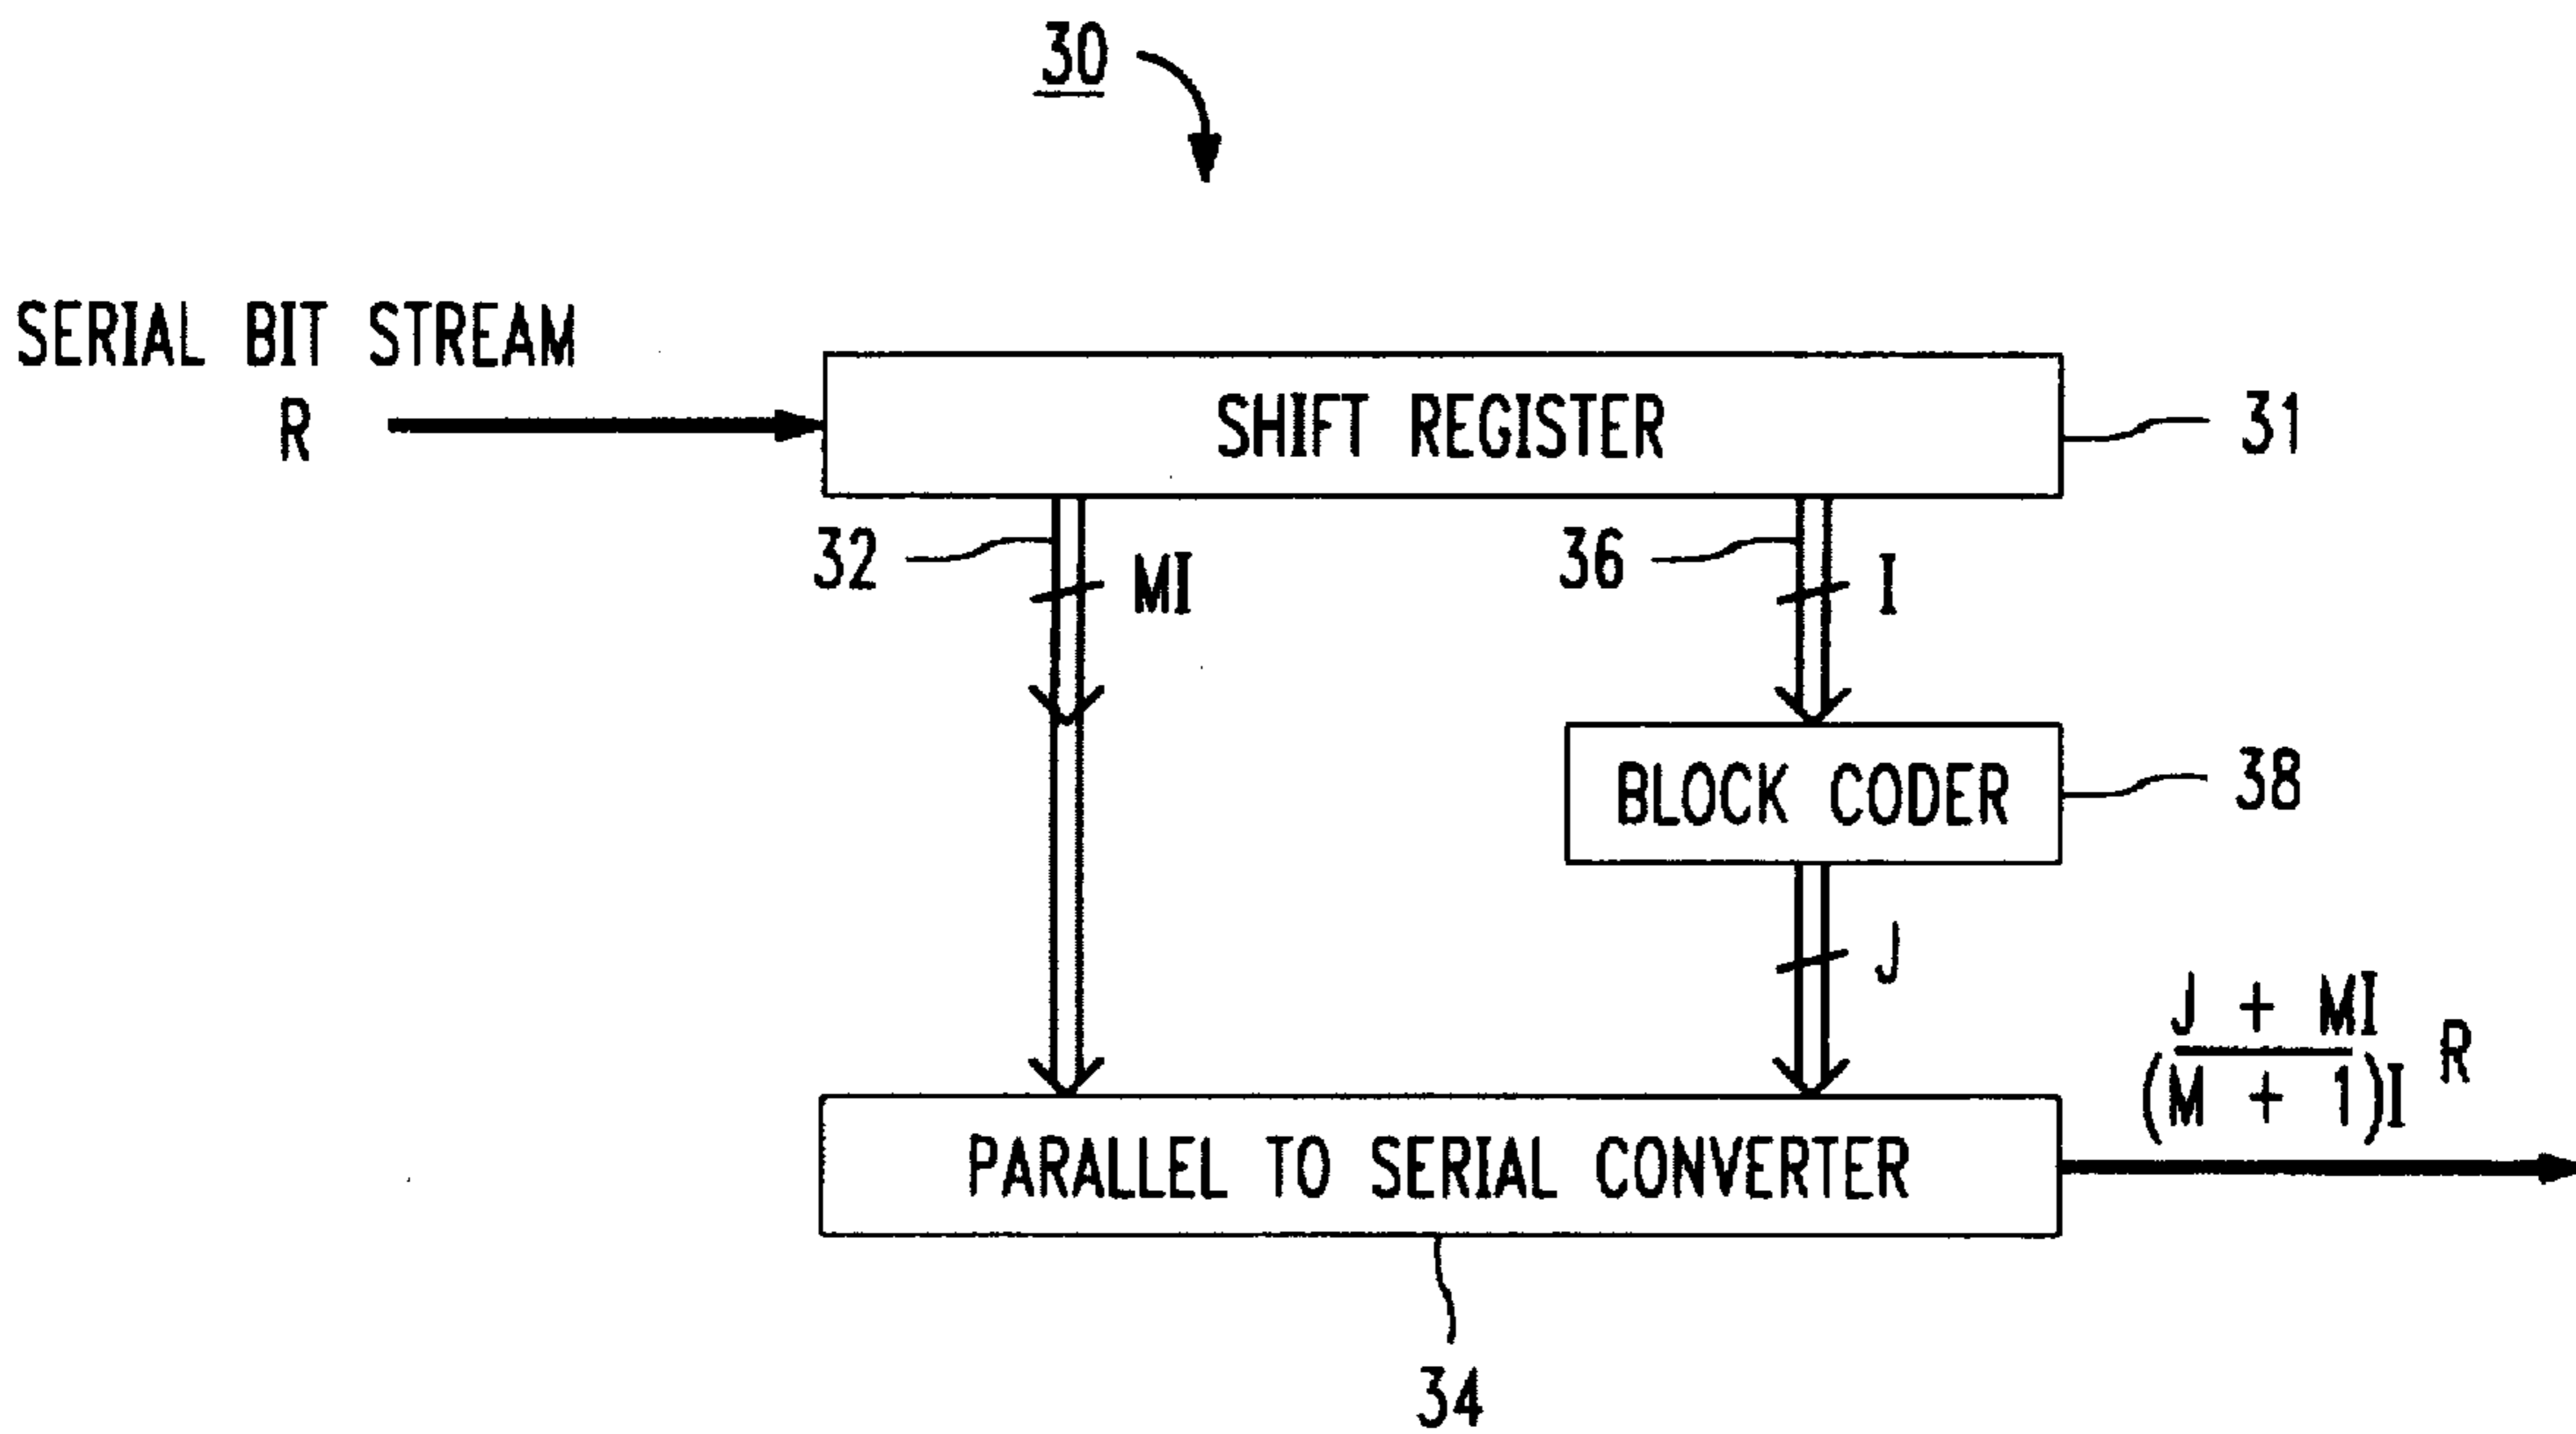 30
SERIAL BIT STREAM
R
SHIFT REGISTER
31
32
MI
36
I
BLOCK CODER
38
J
J + MI
(M + 1)I
R
PARALLEL TO SERIAL CONVERTER
34